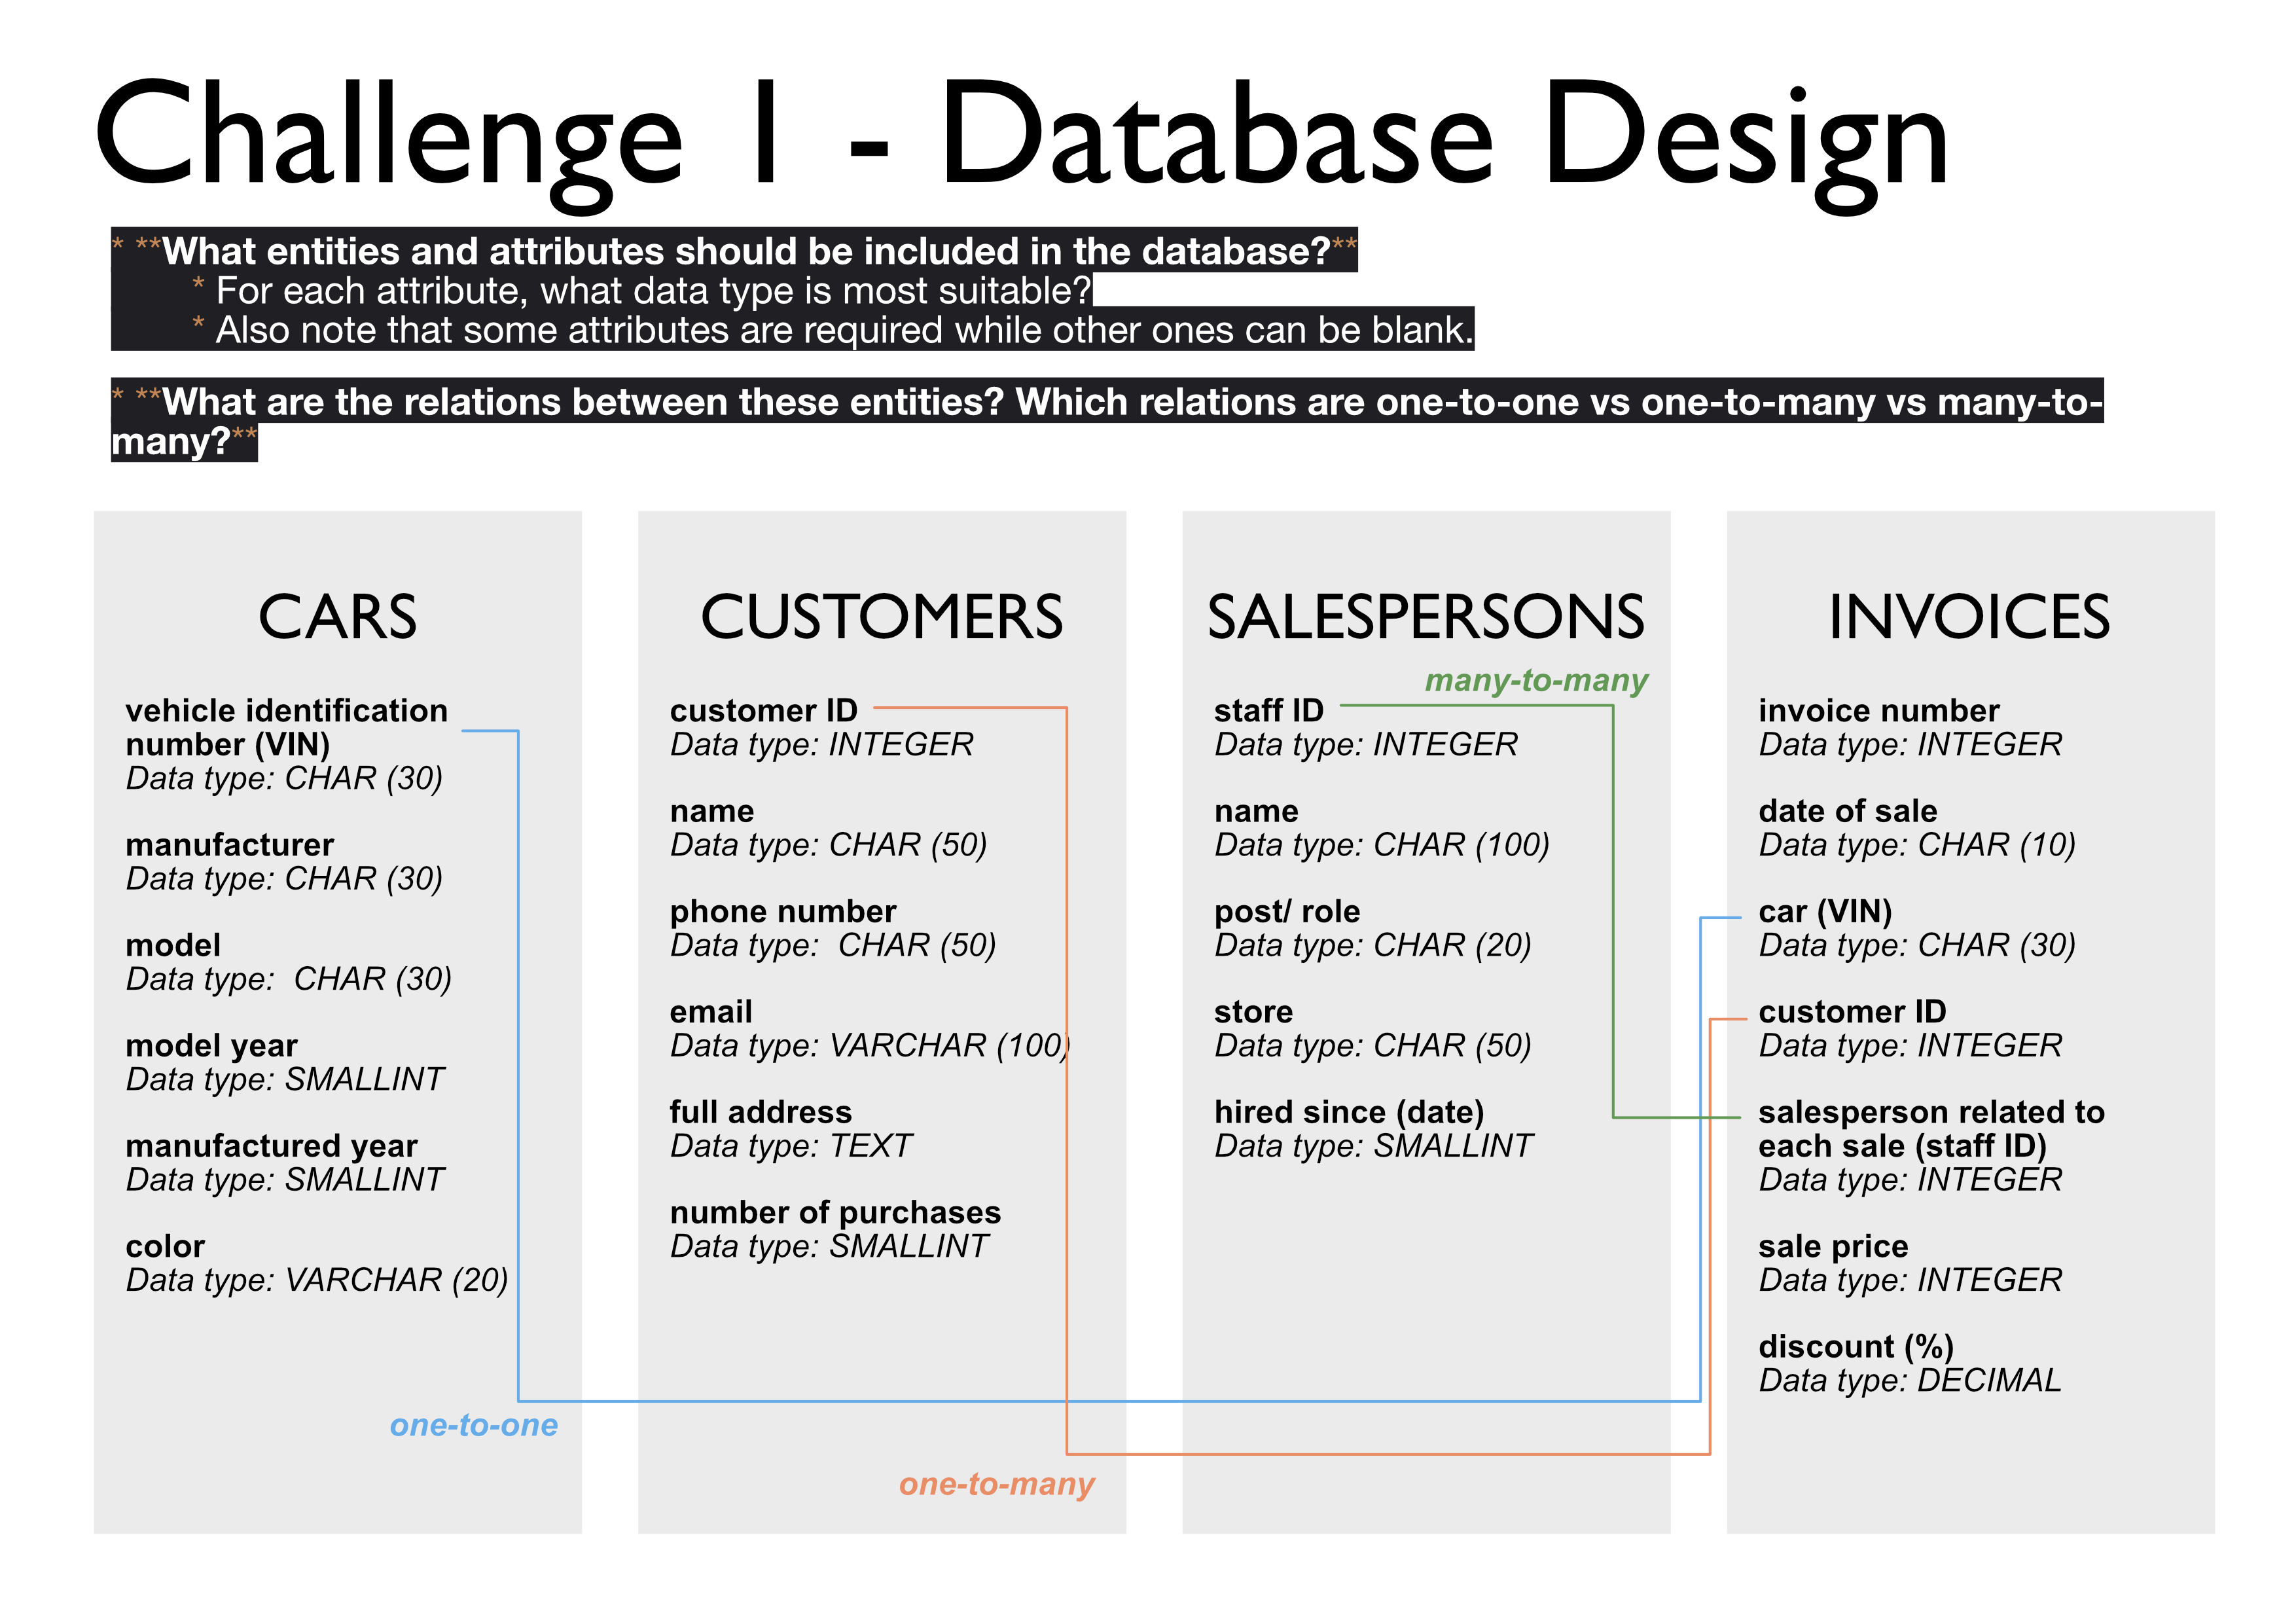 Challenge 1 - Database Design
* **What entities and attributes should be included in the database?**
* For each attribute, what data type is most suitable?
* Also note that some attributes are required while other ones can be blank.
* **What are the relations between these entities? Which relations are one-to-one vs one-to-many vs many-to-
many?**
CARS
vehicle identification
number (VIN)
Data type: CHAR (30)
manufacturer
Data type: CHAR (30)
model
Data type:  CHAR (30)
model year
Data type: SMALLINT
manufactured year
Data type: SMALLINT
color
Data type: VARCHAR (20)
one-to-one
CUSTOMERS
customer ID
Data type: INTEGER
name
Data type: CHAR (50)
phone number
Data type:  CHAR (50)
email
Data type: VARCHAR (100)
full address
Data type: TEXT
number of purchases
Data type: SMALLINT
one-to-many
SALESPERSONS
many-to-many
staff ID
Data type: INTEGER
name
Data type: CHAR (100)
post/ role
Data type: CHAR (20)
store
Data type: CHAR (50)
hired since (date)
Data type: SMALLINT
INVOICES
invoice number
Data type: INTEGER
date of sale
Data type: CHAR (10)
car (VIN)
Data type: CHAR (30)
customer ID
Data type: INTEGER
salesperson related to
each sale (staff ID)
Data type: INTEGER
sale price
Data type: INTEGER
discount (%)
Data type: DECIMAL